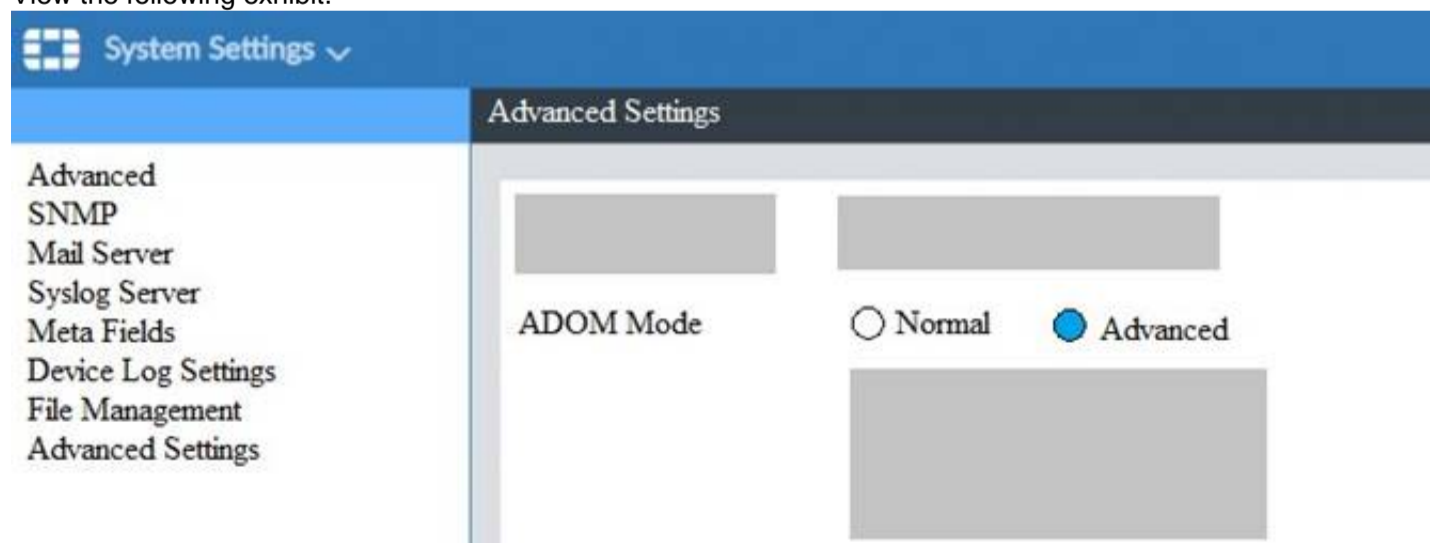 View the following exhibit.
System Settings
Advanced Settings
Advanced
SNMP
Mail Server
Syslog Server
Meta Fields
Device Log Settings
File Management
Advanced Settings
ADOM Mode
Normal
Advanced